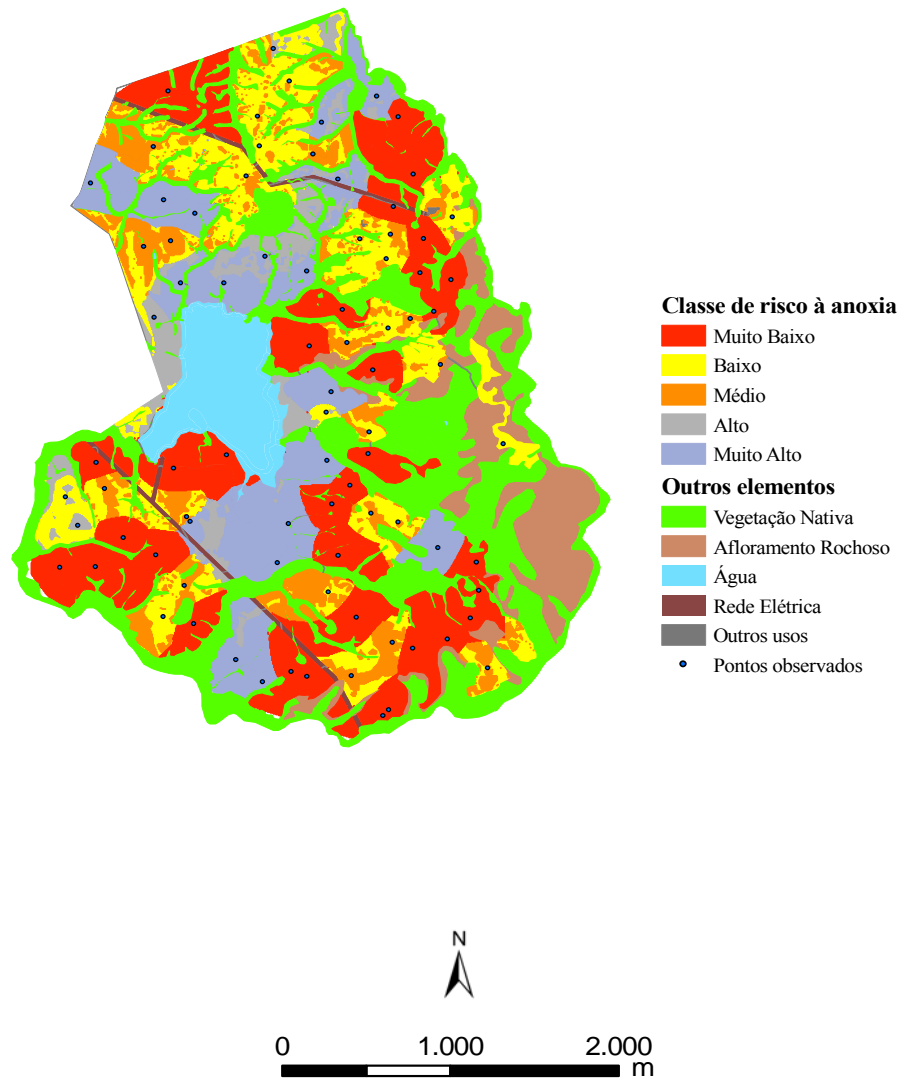 Classe de risco à anoxia
Muito Baixo
Baixo
Médio
Alto
Muito Alto
Outros elementos
Vegetação Nativa
Afloramento Rochoso
Água
Rede Elétrica
Outros usos
Pontos observados
N
0 1.000 2.000
m